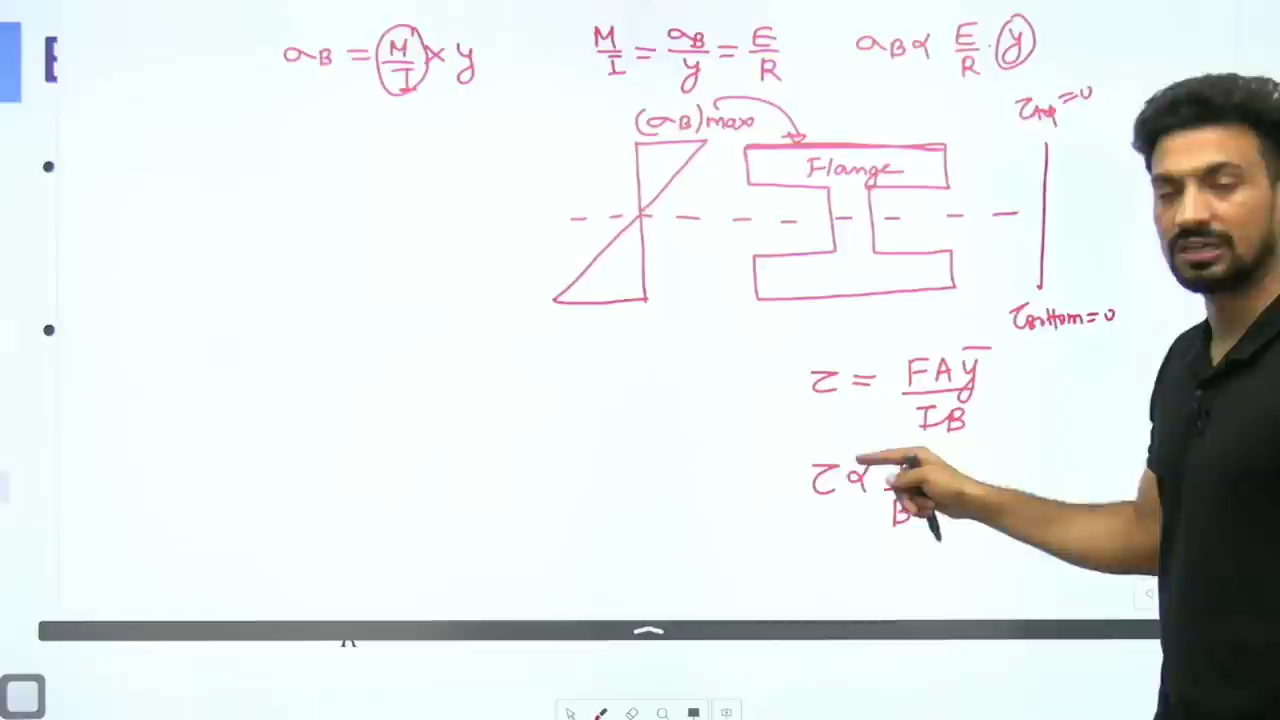 σB = M/I × y
M/I = σB/y = E/R
σB ∝ E/R · y
τtop = 0
(σB)max
Flange
τBottom = 0
τ = FAȳ/IB
τ ∝
B